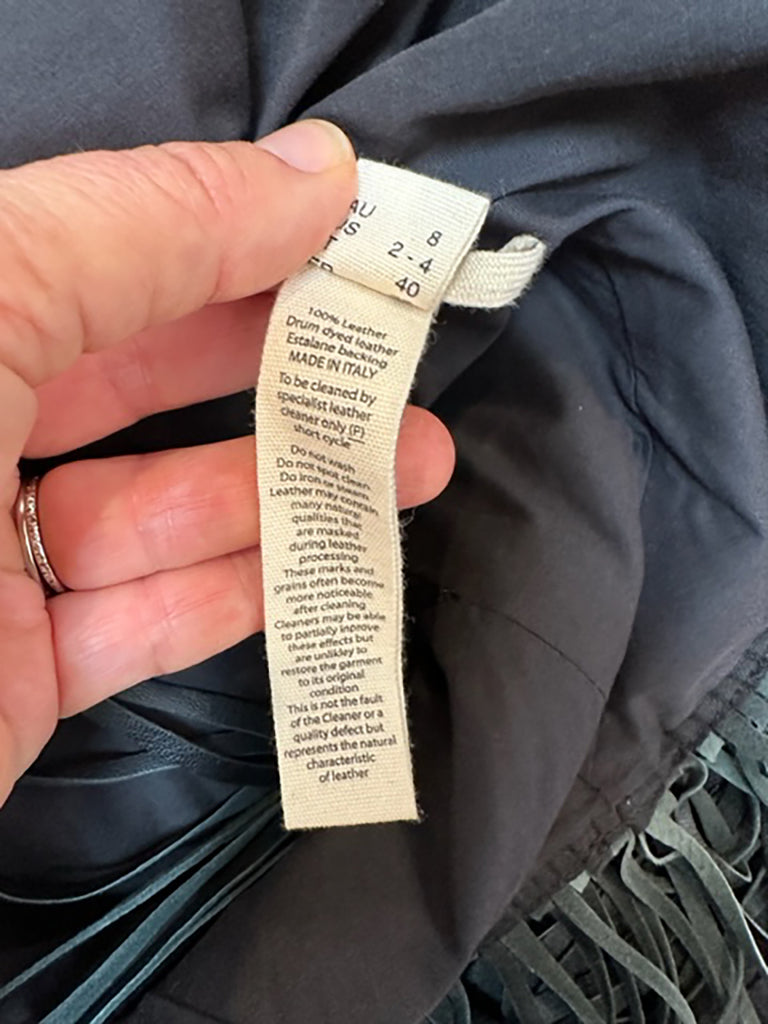 AU 8
2 - 4
40
100% Leather
Drum dyed leather
Estalane backing
MADE IN ITALY
To be cleaned by
specialist leather
cleaner only (F)
short cycle
Do not wash
Do not spot clean
Do iron or steam
Leather may contain
many natural
qualities that
are masked
during leather
processing
These marks and
grains often become
more noticeable
after cleaning
Cleaners may be able
to partially inprove
these effects but
are unlikley to
restore the garment
to its original
condition
This is not the fault
of the Cleaner or a
quality defect but
represents the natural
characteristic
of leather